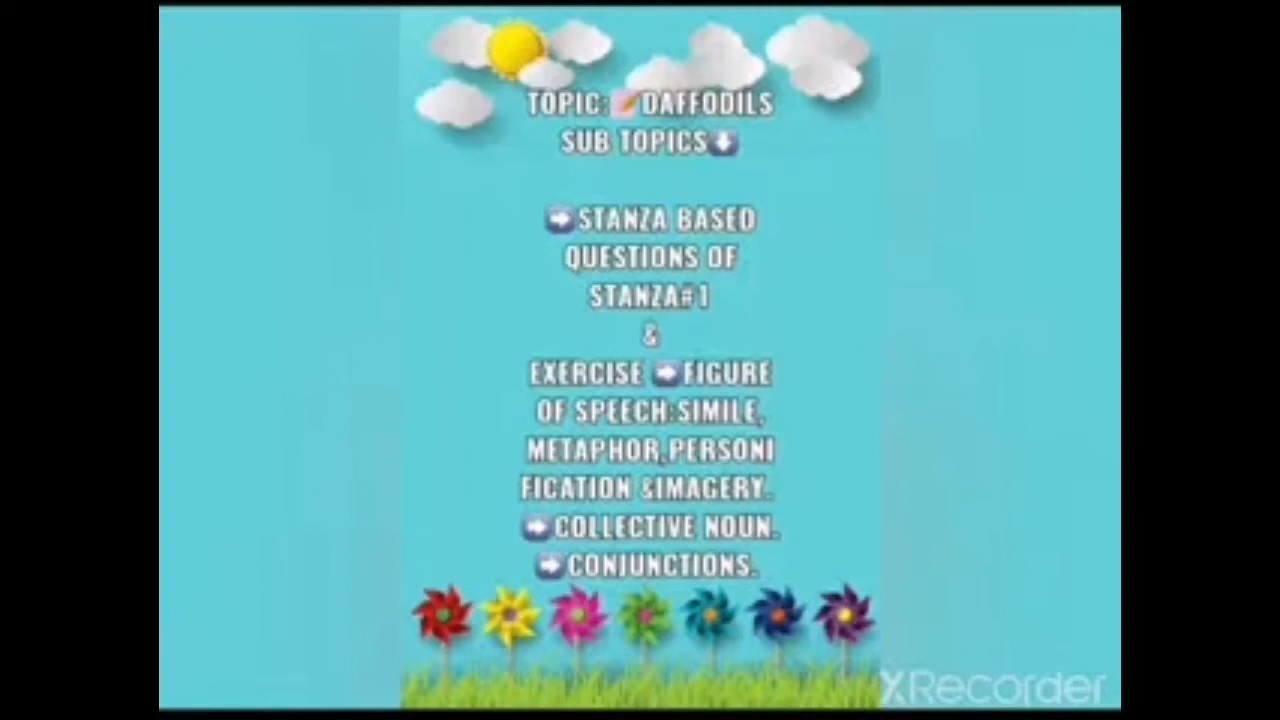 TOPIC:📝DAFFODILS
SUB TOPICS⬇️
➡️STANZA BASED
QUESTIONS OF
STANZA#1
&
EXERCISE ➡️FIGURE
OF SPEECH:SIMILE,
METAPHOR,PERSONI
FICATION &IMAGERY.
➡️COLLECTIVE NOUN.
➡️CONJUNCTIONS.
XRecorder